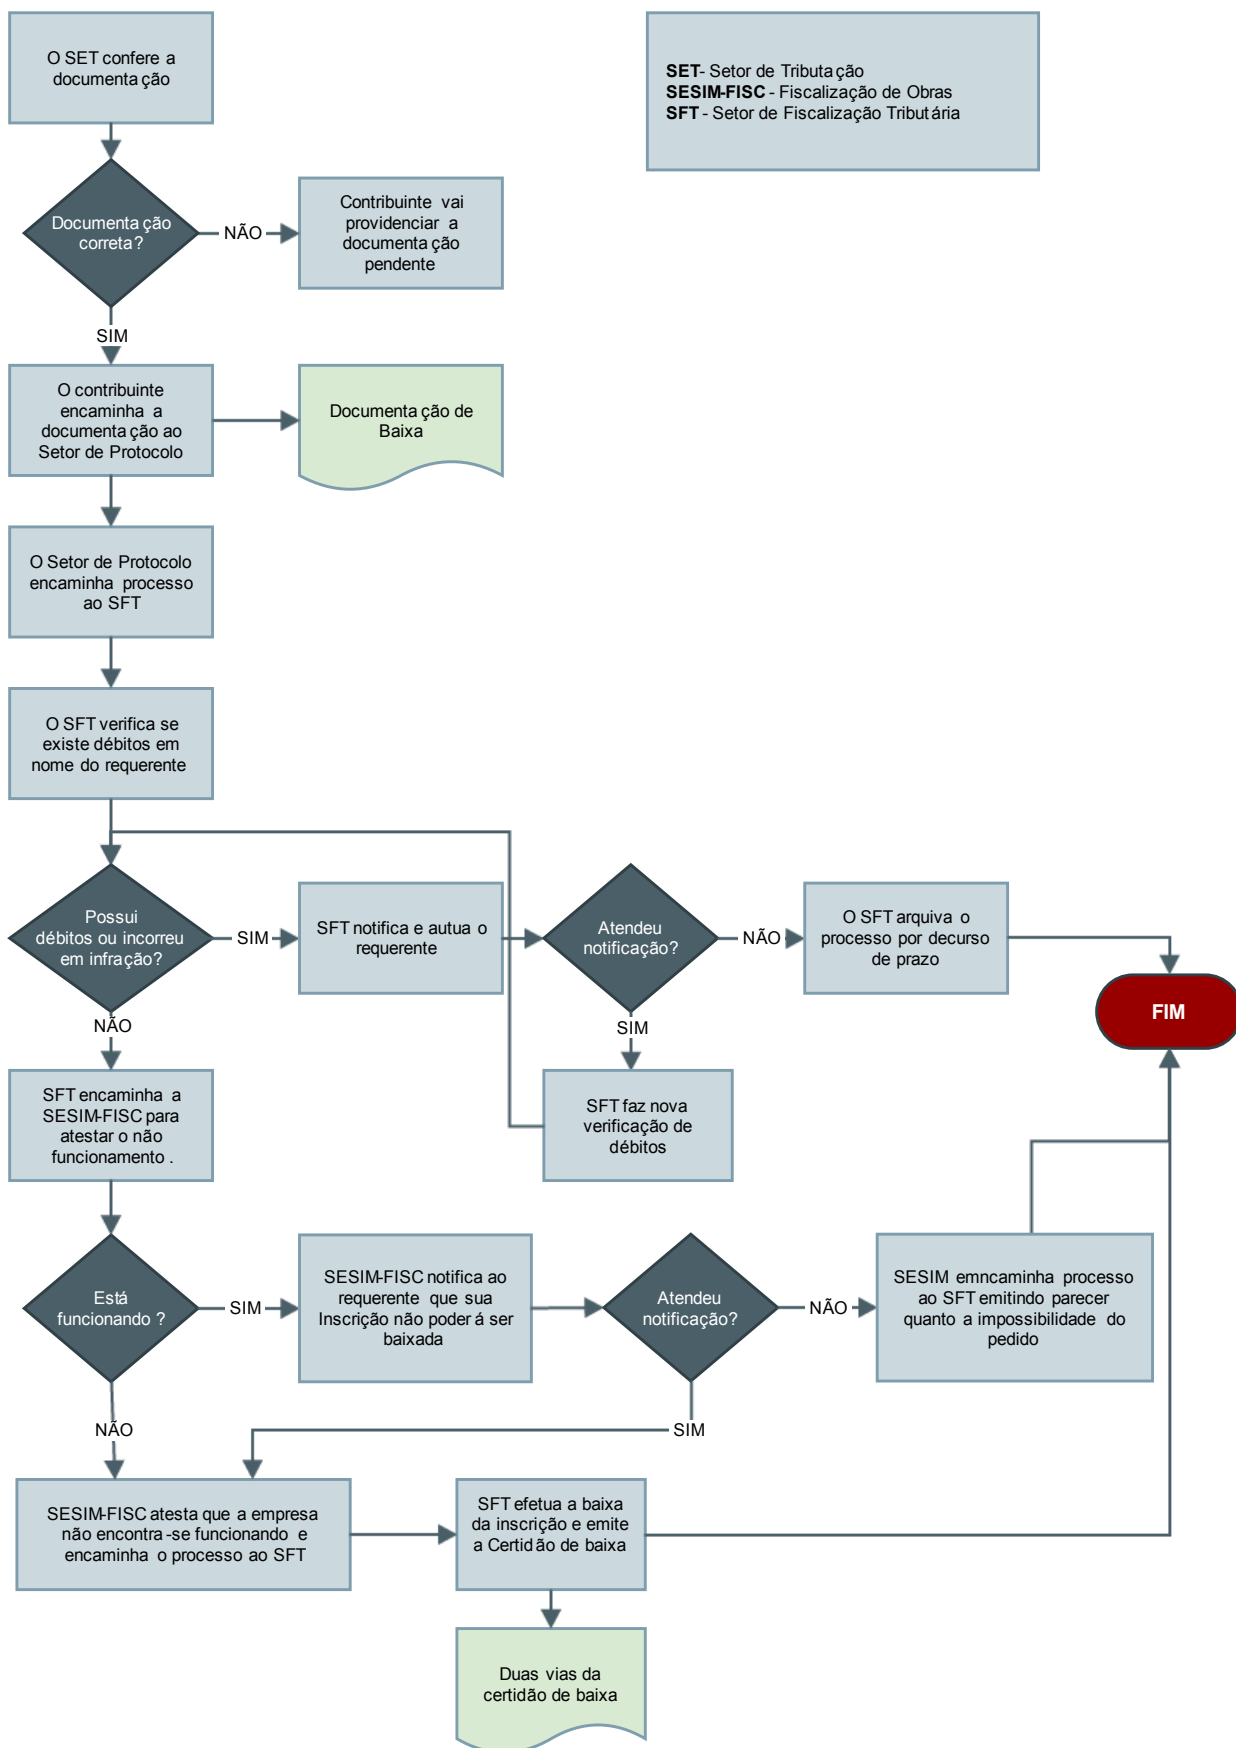 O SET confere a
documentação
SET- Setor de Tributação
SESIM-FISC - Fiscalização de Obras
SFT - Setor de Fiscalização Tributária
Documentação
correta?
NÃO
Contribuinte vai
providenciar a
documentação
pendente
SIM
O contribuinte
encaminha a
documentação ao
Setor de Protocolo
Documentação de
Baixa
O Setor de Protocolo
encaminha processo
ao SFT
O SFT verifica se
existe débitos em
nome do requerente
Possui
débitos ou incorreu
em infração?
SIM
SFT notifica e autua o
requerente
Atendeu
notificação?
NÃO
O SFT arquiva o
processo por decurso
de prazo
FIM
NÃO
SIM
SFT encaminha a
SESIM-FISC para
atestar o não
funcionamento .
SFT faz nova
verificação de
débitos
Está
funcionando ?
SIM
SESIM-FISC notifica ao
requerente que sua
Inscrição não poderá ser
baixada
Atendeu
notificação?
NÃO
SESIM emncaminha processo
ao SFT emitindo parecer
quanto a impossibilidade do
pedido
NÃO
SIM
SESIM-FISC atesta que a empresa
não encontra-se funcionando e
encaminha o processo ao SFT
SFT efetua a baixa
da inscrição e emite
a Certidão de baixa
Duas vias da
certidão de baixa